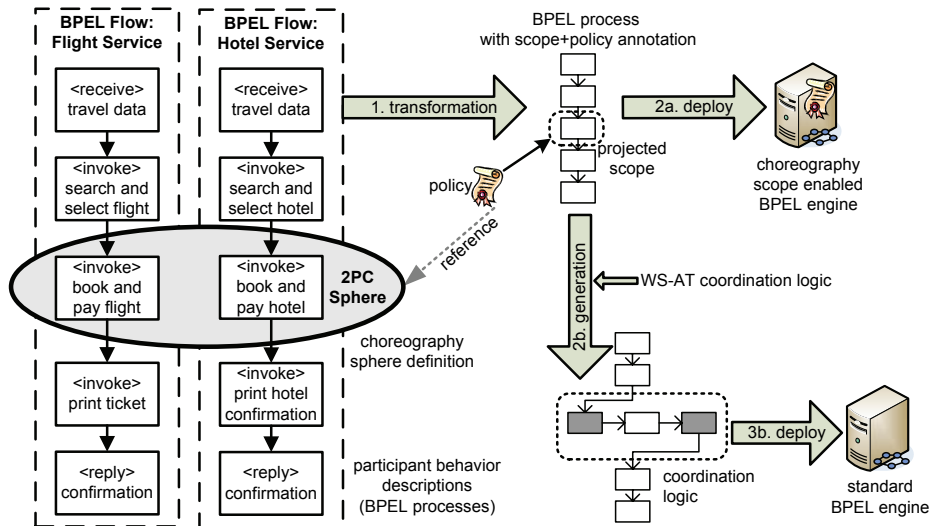 BPEL Flow:
Flight Service
<receive>
travel data
<invoke>
search and
select flight
<invoke>
book and
pay flight
<invoke>
print ticket
<reply>
confirmation
BPEL Flow:
Hotel Service
<receive>
travel data
<invoke>
search and
select hotel
<invoke>
book and
pay hotel
<invoke>
print hotel
confirmation
<reply>
confirmation
2PC
Sphere
choreography
sphere definition
participant behavior
descriptions
(BPEL processes)
1. transformation
policy
reference
BPEL process
with scope+policy annotation
projected
scope
2a. deploy
choreography
scope enabled
BPEL engine
2b. generation
WS-AT coordination logic
coordination
logic
3b. deploy
standard
BPEL engine